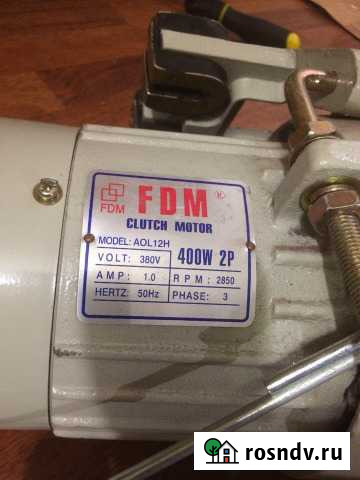 FDM
FDM ®
CLUTCH MOTOR
MODEL: AOL12H
VOLT: 380V
400W 2P
AMP: 1.0
RPM: 2850
HERTZ: 50Hz
PHASE: 3
rosndv.ru